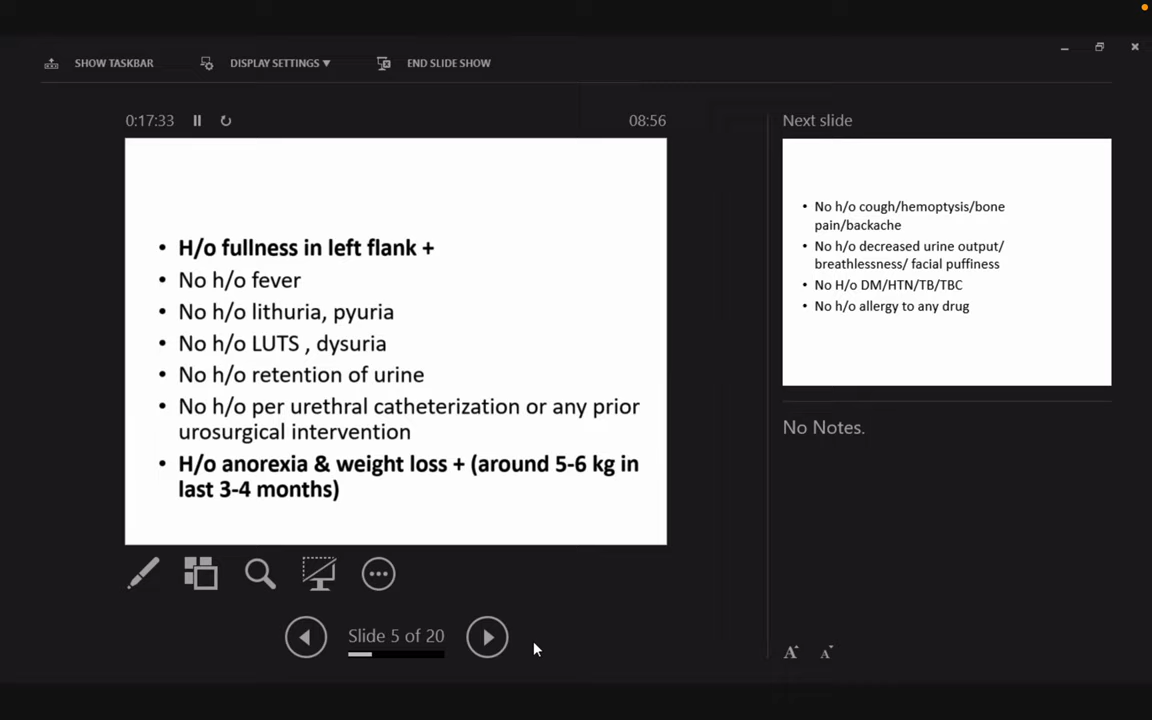 SHOW TASKBAR DISPLAY SETTINGS ▼ END SLIDE SHOW
0:17:33 08:56
• H/o fullness in left flank +
• No h/o fever
• No h/o lithuria, pyuria
• No h/o LUTS , dysuria
• No h/o retention of urine
• No h/o per urethral catheterization or any prior
urosurgical intervention
• H/o anorexia & weight loss + (around 5-6 kg in
last 3-4 months)
Slide 5 of 20
Next slide
• No h/o cough/hemoptysis/bone
pain/backache
• No h/o decreased urine output/
breathlessness/ facial puffiness
• No H/o DM/HTN/TB/TBC
• No h/o allergy to any drug
No Notes.
A A